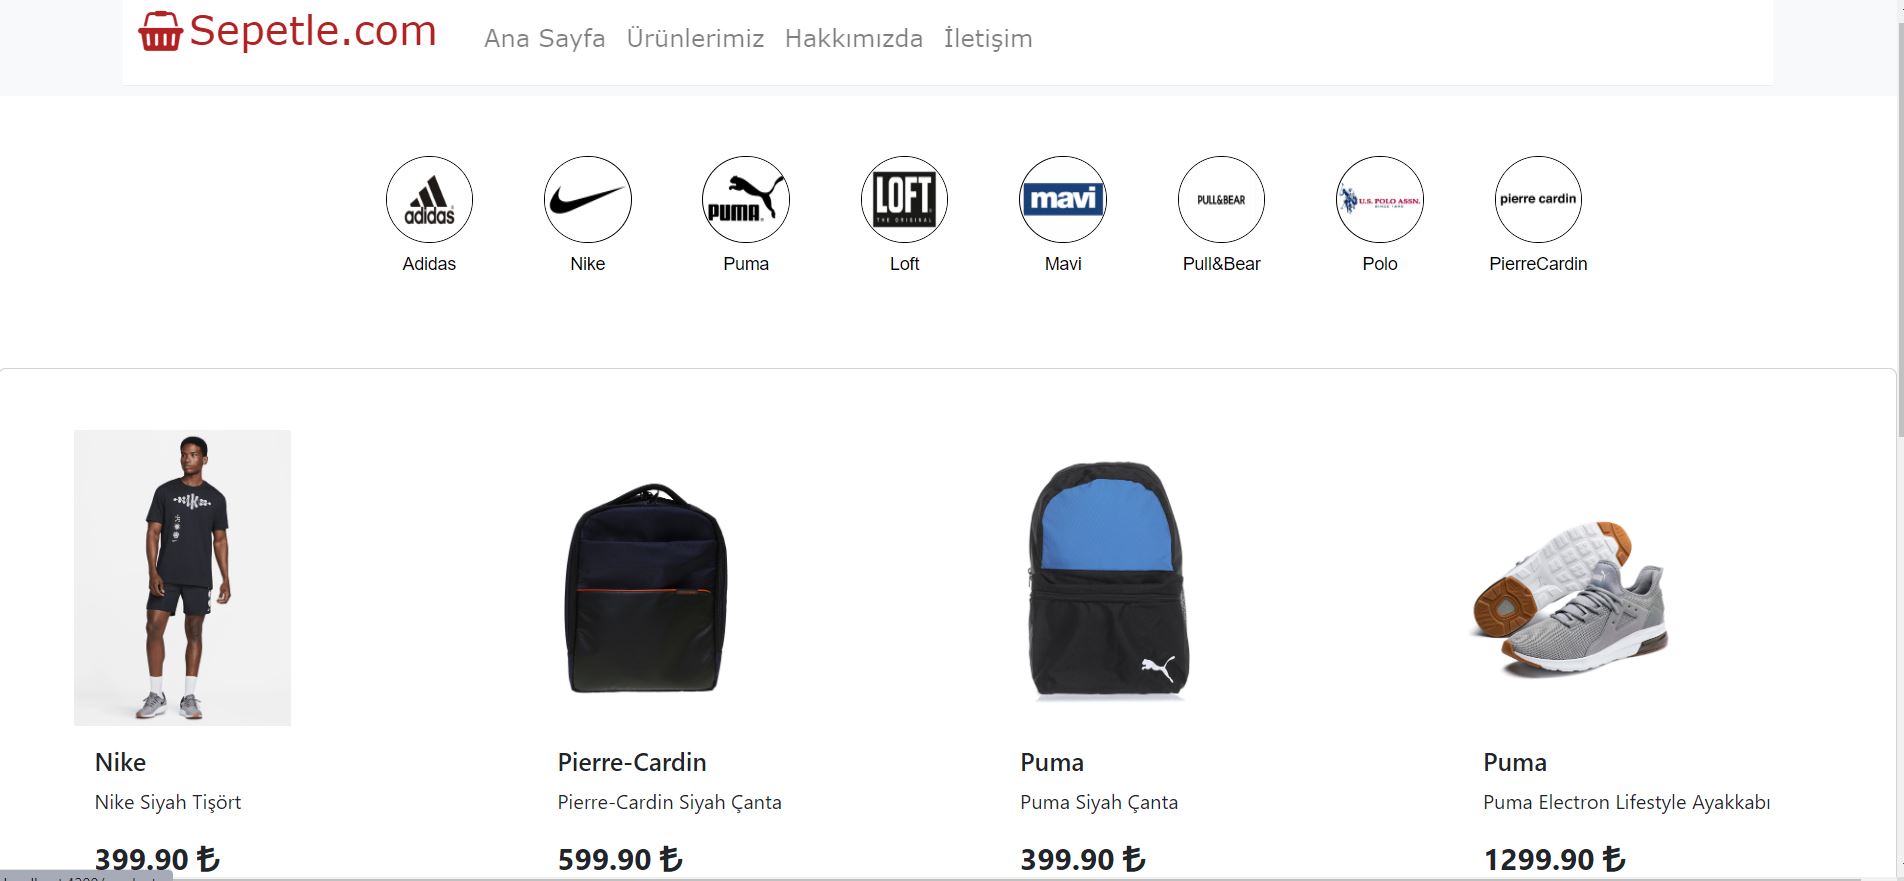 Sepetle.com Ana Sayfa Ürünlerimiz Hakkımızda İletişim
adidas PUMA LOFT THE ORIGINAL mavi PULL&BEAR U.S. POLO ASSN. SINCE 1890 pierre cardin
Adidas Nike Puma Loft Mavi Pull&Bear Polo PierreCardin
Nike Pierre-Cardin Puma Puma
Nike Siyah Tişört Pierre-Cardin Siyah Çanta Puma Siyah Çanta Puma Electron Lifestyle Ayakkabı
399.90 ₺ 599.90 ₺ 399.90 ₺ 1299.90 ₺